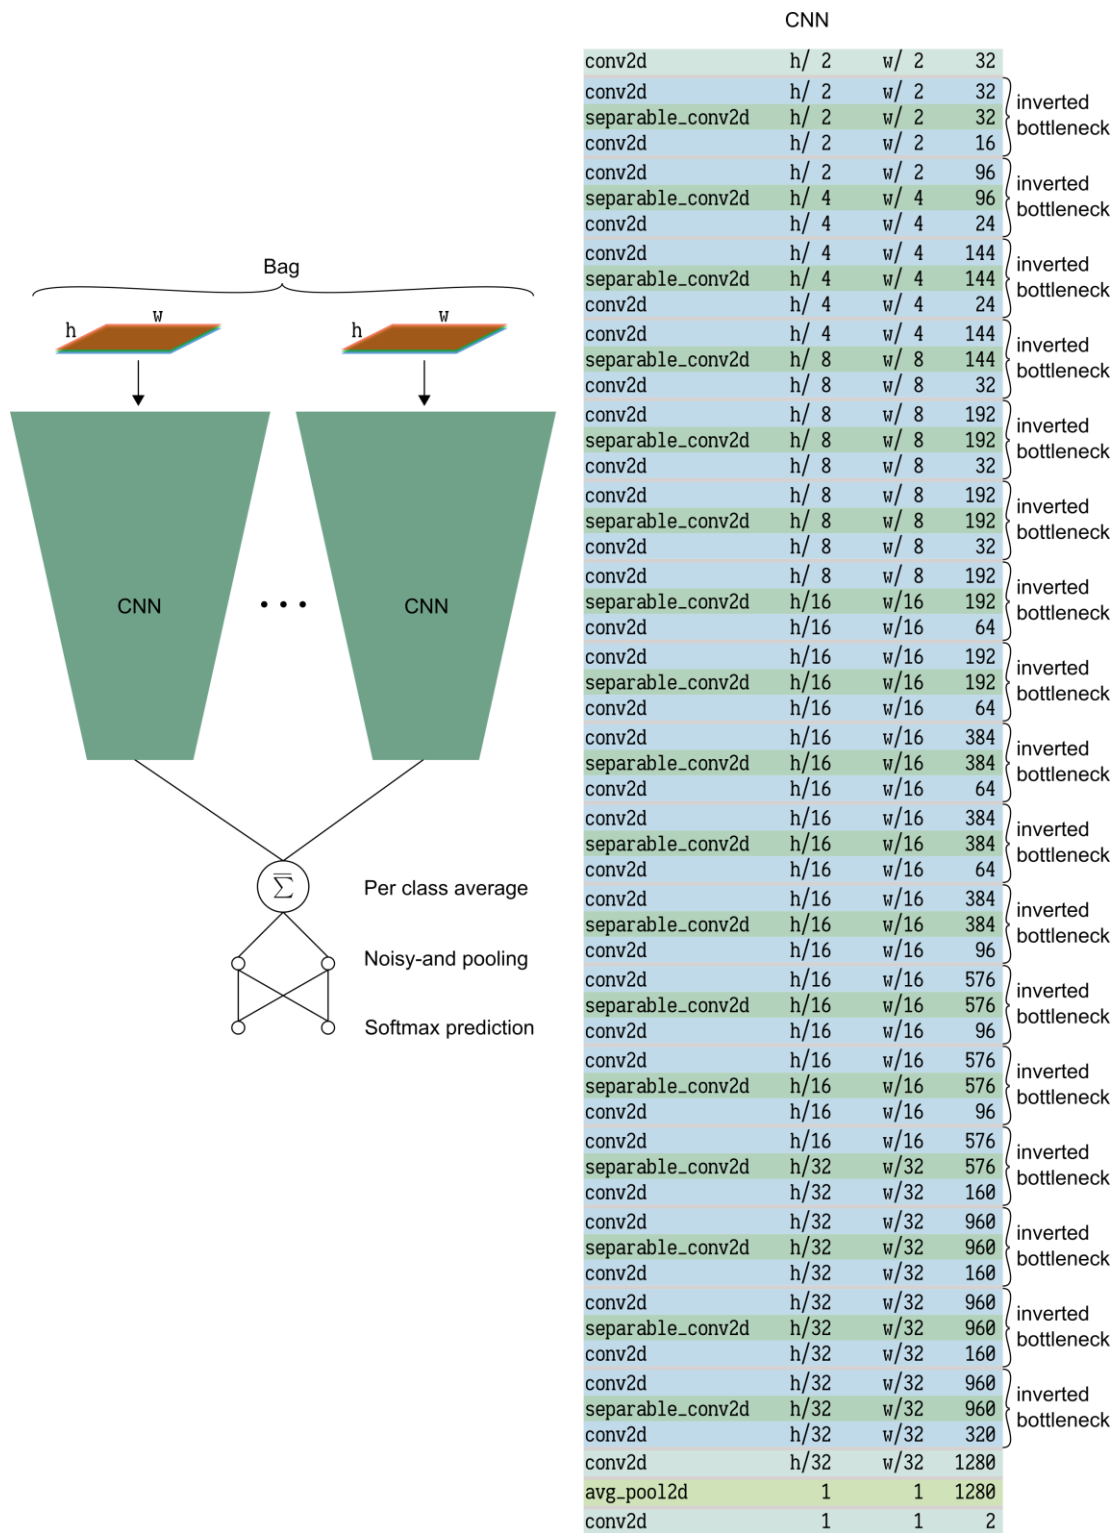 CNN
Bag
h w
h w
CNN
CNN
Σ
Per class average
Noisy-and pooling
Softmax prediction
conv2d h/ 2 w/ 2 32
conv2d h/ 2 w/ 2 32
separable_conv2d h/ 2 w/ 2 32
conv2d h/ 2 w/ 2 16
inverted
bottleneck
conv2d h/ 2 w/ 2 96
separable_conv2d h/ 4 w/ 4 96
conv2d h/ 4 w/ 4 24
inverted
bottleneck
conv2d h/ 4 w/ 4 144
separable_conv2d h/ 4 w/ 4 144
conv2d h/ 4 w/ 4 24
inverted
bottleneck
conv2d h/ 4 w/ 4 144
separable_conv2d h/ 8 w/ 8 144
conv2d h/ 8 w/ 8 32
inverted
bottleneck
conv2d h/ 8 w/ 8 192
separable_conv2d h/ 8 w/ 8 192
conv2d h/ 8 w/ 8 32
inverted
bottleneck
conv2d h/ 8 w/ 8 192
separable_conv2d h/ 8 w/ 8 192
conv2d h/ 8 w/ 8 32
inverted
bottleneck
conv2d h/ 8 w/ 8 192
separable_conv2d h/16 w/16 192
conv2d h/16 w/16 64
inverted
bottleneck
conv2d h/16 w/16 192
separable_conv2d h/16 w/16 192
conv2d h/16 w/16 64
inverted
bottleneck
conv2d h/16 w/16 384
separable_conv2d h/16 w/16 384
conv2d h/16 w/16 64
inverted
bottleneck
conv2d h/16 w/16 384
separable_conv2d h/16 w/16 384
conv2d h/16 w/16 64
inverted
bottleneck
conv2d h/16 w/16 384
separable_conv2d h/16 w/16 384
conv2d h/16 w/16 96
inverted
bottleneck
conv2d h/16 w/16 576
separable_conv2d h/16 w/16 576
conv2d h/16 w/16 96
inverted
bottleneck
conv2d h/16 w/16 576
separable_conv2d h/16 w/16 576
conv2d h/16 w/16 96
inverted
bottleneck
conv2d h/16 w/16 576
separable_conv2d h/32 w/32 576
conv2d h/32 w/32 160
inverted
bottleneck
conv2d h/32 w/32 960
separable_conv2d h/32 w/32 960
conv2d h/32 w/32 160
inverted
bottleneck
conv2d h/32 w/32 960
separable_conv2d h/32 w/32 960
conv2d h/32 w/32 160
inverted
bottleneck
conv2d h/32 w/32 960
separable_conv2d h/32 w/32 960
conv2d h/32 w/32 320
inverted
bottleneck
conv2d h/32 w/32 1280
avg_pool2d 1 1 1280
conv2d 1 1 2